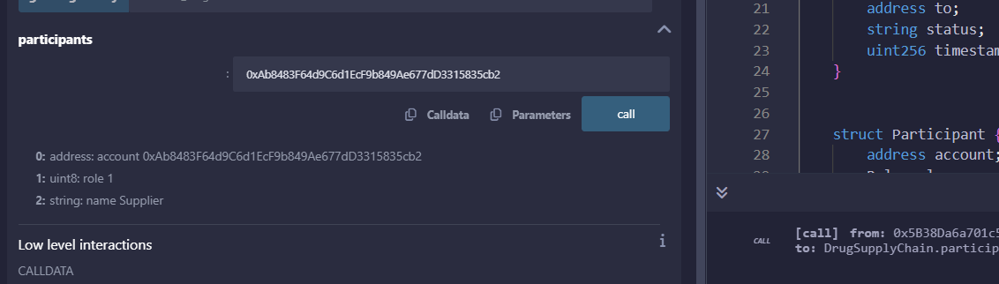 participants
: 0xAb8483F64d9C6d1EcF9b849Ae677dD3315835cb2
Calldata Parameters call
0: address: account 0xAb8483F64d9C6d1EcF9b849Ae677dD3315835cb2
1: uint8: role 1
2: string: name Supplier
Low level interactions
i
CALLDATA
21 address to;
22 string status;
23 uint256 timestam
24 }
25
26
27 struct Participant {
28 address account;
CALL [call] from: 0x5B38Da6a701c5
to: DrugSupplyChain.particip